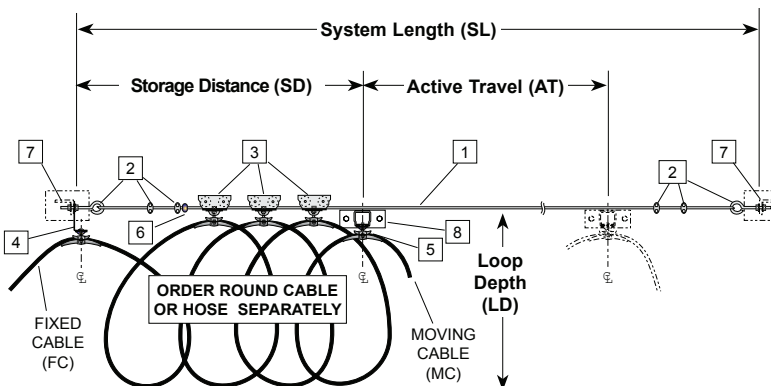 System Length (SL)
Storage Distance (SD)
Active Travel (AT)
7
2
3
1
2
7
4
6
8
5
℄
℄
℄
Loop
Depth
(LD)
ORDER ROUND CABLE
OR HOSE SEPARATELY
FIXED
CABLE
(FC)
MOVING
CABLE
(MC)